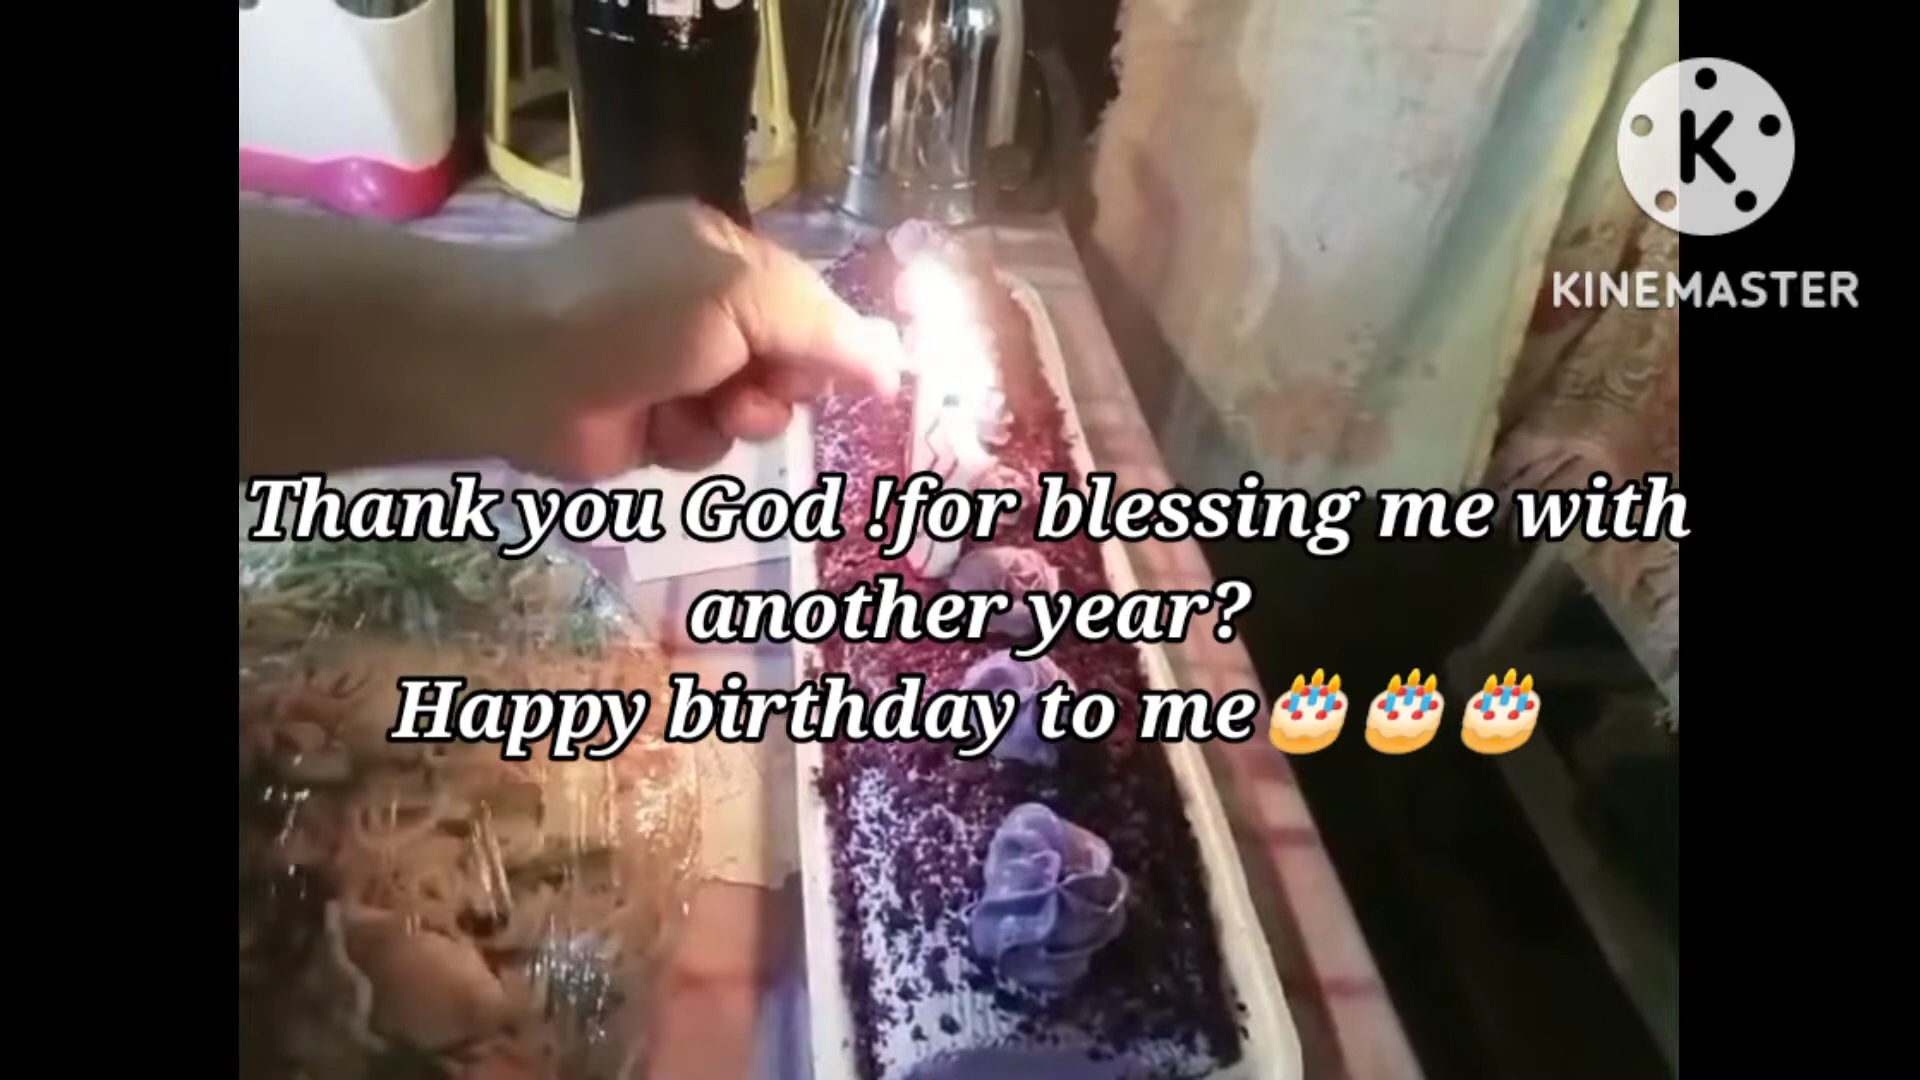 K
KINEMASTER
Thank you God !for blessing me with
another year?
Happy birthday to me🎂🎂🎂